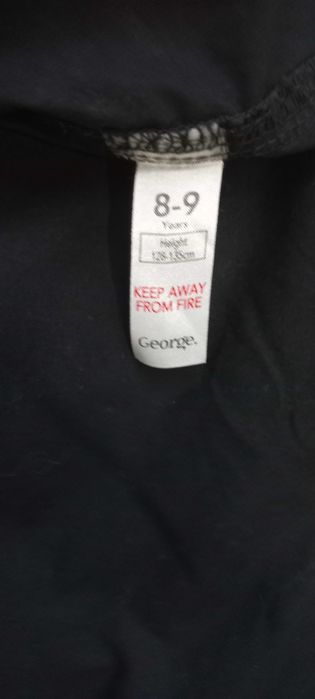 8-9
Years
Height
128-135cm
KEEP AWAY
FROM FIRE
George.